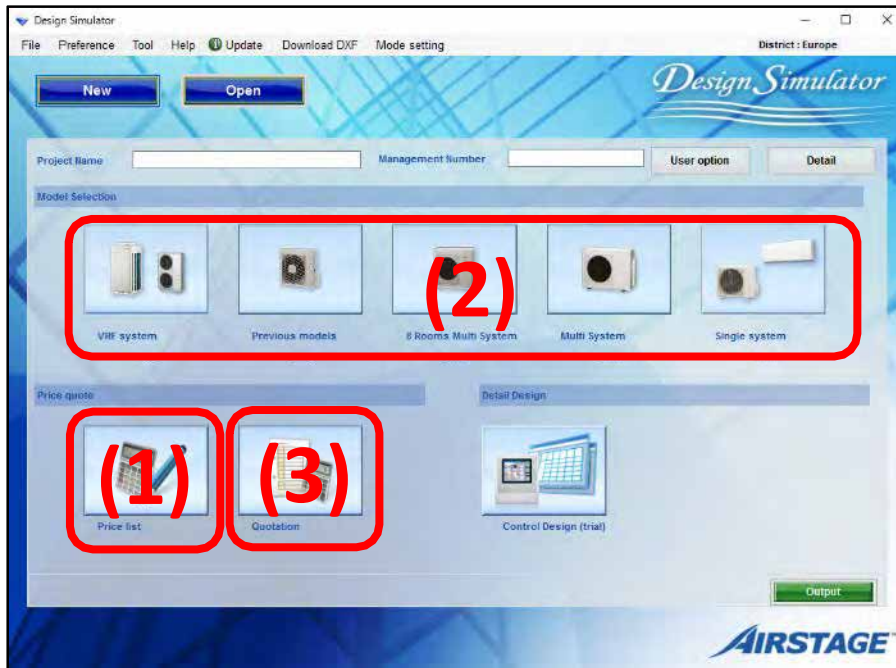 Design Simulator
File Preference Tool Help Update Download DXF Mode setting District : Europe
New Open Design Simulator
Project Name Management Number User option Detail
Model Selection
(2)
VRF system Previous models 8 Rooms Multi System Multi System Single system
Price quote Detail Design
(1) (3)
Price list Quotation Control Design (trial)
Output
AIRSTAGE